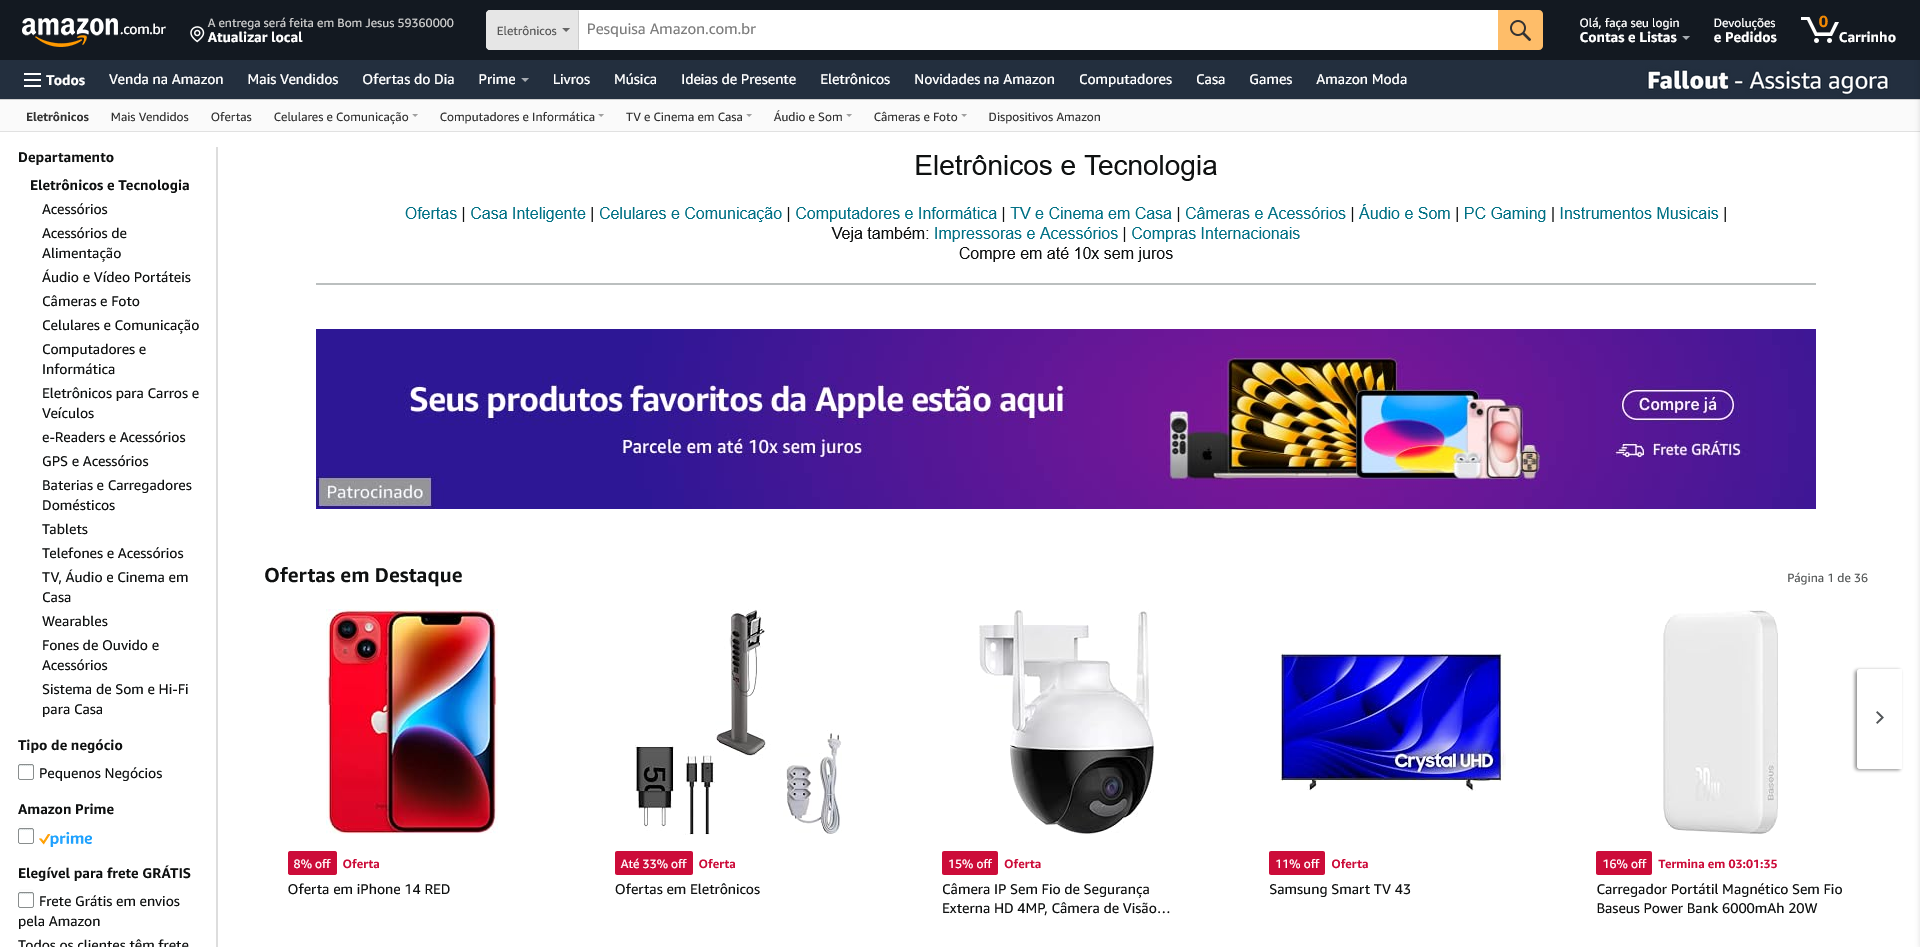 amazon.com.br
A entrega será feita em Bom Jesus 59360000
Atualizar local
Eletrônicos
Pesquisa Amazon.com.br
Olá, faça seu login
Contas e Listas
Devoluções
e Pedidos
0
Carrinho
Todos
Venda na Amazon
Mais Vendidos
Ofertas do Dia
Prime
Livros
Música
Ideias de Presente
Eletrônicos
Novidades na Amazon
Computadores
Casa
Games
Amazon Moda
Fallout - Assista agora
Eletrônicos
Mais Vendidos
Ofertas
Celulares e Comunicação
Computadores e Informática
TV e Cinema em Casa
Áudio e Som
Câmeras e Foto
Dispositivos Amazon
Departamento
Eletrônicos e Tecnologia
Acessórios
Acessórios de
Alimentação
Áudio e Vídeo Portáteis
Câmeras e Foto
Celulares e Comunicação
Computadores e
Informática
Eletrônicos para Carros e
Veículos
e-Readers e Acessórios
GPS e Acessórios
Baterias e Carregadores
Domésticos
Tablets
Telefones e Acessórios
TV, Áudio e Cinema em
Casa
Wearables
Fones de Ouvido e
Acessórios
Sistema de Som e Hi-Fi
para Casa
Tipo de negócio
Pequenos Negócios
Amazon Prime
prime
Elegível para frete GRÁTIS
Frete Grátis em envios
pela Amazon
Todos os clientes têm frete
Eletrônicos e Tecnologia
Ofertas | Casa Inteligente | Celulares e Comunicação | Computadores e Informática | TV e Cinema em Casa | Câmeras e Acessórios | Áudio e Som | PC Gaming | Instrumentos Musicais |
Veja também: Impressoras e Acessórios | Compras Internacionais
Compre em até 10x sem juros
Seus produtos favoritos da Apple estão aqui
Parcele em até 10x sem juros
Compre já
Frete GRÁTIS
Patrocinado
Ofertas em Destaque
Página 1 de 36
50
Crystal UHD
20W
Baseus
8% off
Oferta
Oferta em iPhone 14 RED
Até 33% off
Oferta
Ofertas em Eletrônicos
15% off
Oferta
Câmera IP Sem Fio de Segurança
Externa HD 4MP, Câmera de Visão…
11% off
Oferta
Samsung Smart TV 43
16% off
Termina em 03:01:35
Carregador Portátil Magnético Sem Fio
Baseus Power Bank 6000mAh 20W